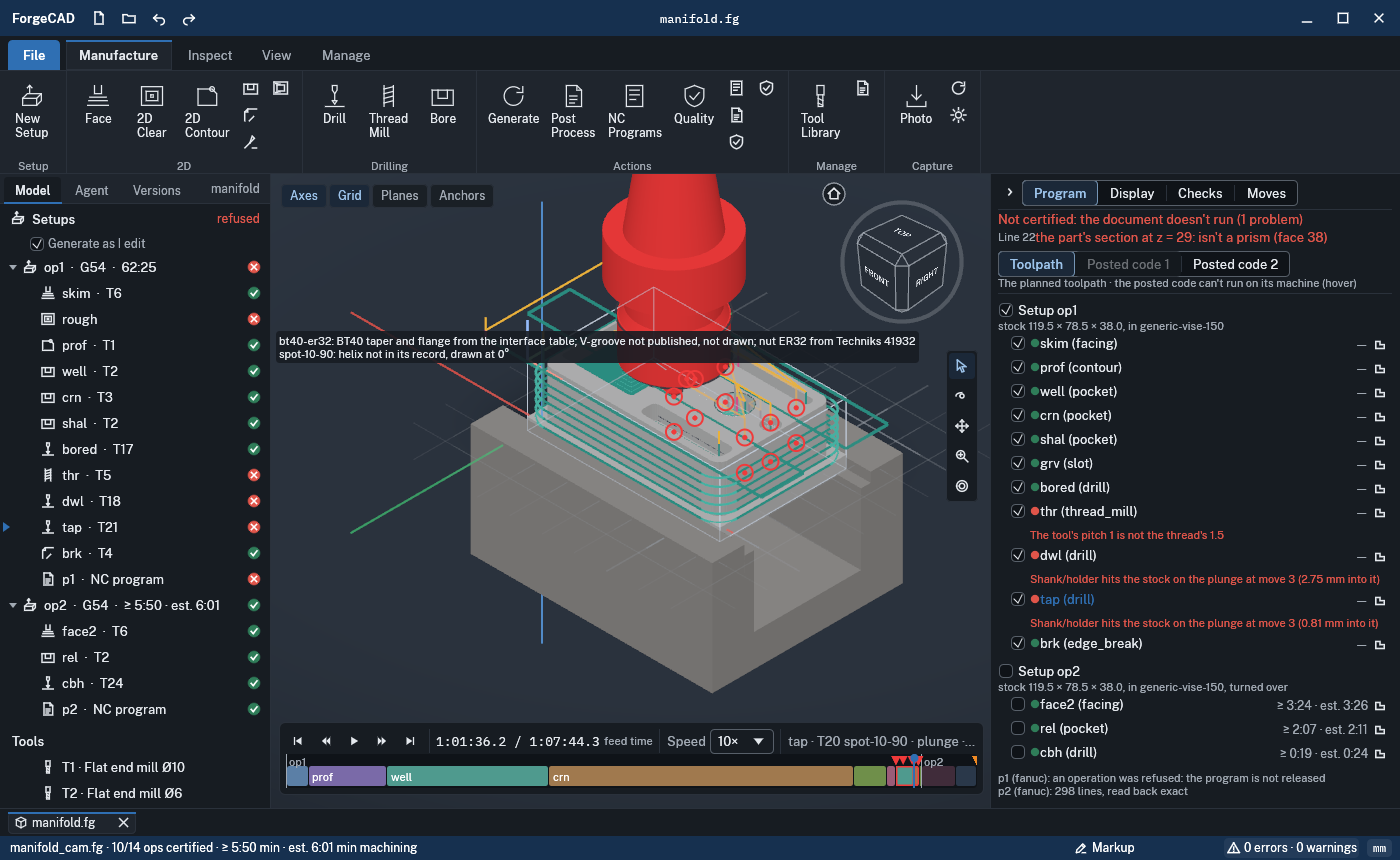 ForgeCAD
manifold.fg
File Manufacture Inspect View Manage
New Setup
Face
2D Clear
2D Contour
Drill
Thread Mill
Bore
Generate
Post Process
NC Programs
Quality
Tool Library
Photo
Setup 2D Drilling Actions Manage Capture
Model Agent Versions manifold
Setups refused
Generate as I edit
op1 · G54 · 62:25
skim · T6
rough
prof · T1
well · T2
crn · T3
shal · T2
bored · T17
thr · T5
dwl · T18
tap · T21
brk · T4
p1 · NC program
op2 · G54 · ≥ 5:50 · est. 6:01
face2 · T6
rel · T2
cbh · T24
p2 · NC program
Tools
T1 · Flat end mill Ø10
T2 · Flat end mill Ø6
Axes Grid Planes Anchors
TOP
FRONT
RIGHT
bt40-er32: BT40 taper and flange from the interface table; V-groove not published, not drawn; nut ER32 from Techniks 41932
spot-10-90: helix not in its record, drawn at 0°
1:01:36.2 / 1:07:44.3 feed time Speed 10× tap · T20 spot-10-90 · plunge ·...
op1 op2
prof well crn
Program Display Checks Moves
Not certified: the document doesn't run (1 problem)
Line 22 the part's section at z = 29: isn't a prism (face 38)
Toolpath Posted code 1 Posted code 2
The planned toolpath · the posted code can't run on its machine (hover)
Setup op1
stock 119.5 × 78.5 × 38.0, in generic-vise-150
skim (facing) —
prof (contour) —
well (pocket) —
crn (pocket) —
shal (pocket) —
grv (slot) —
bored (drill) —
thr (thread_mill) —
The tool's pitch 1 is not the thread's 1.5
dwl (drill) —
Shank/holder hits the stock on the plunge at move 3 (2.75 mm into it)
tap (drill) —
Shank/holder hits the stock on the plunge at move 3 (0.81 mm into it)
brk (edge_break) —
Setup op2
stock 119.5 × 78.5 × 38.0, in generic-vise-150, turned over
face2 (facing) ≥ 3:24 · est. 3:26
rel (pocket) ≥ 2:07 · est. 2:11
cbh (drill) ≥ 0:19 · est. 0:24
p1 (fanuc): an operation was refused: the program is not released
p2 (fanuc): 298 lines, read back exact
manifold.fg
manifold_cam.fg · 10/14 ops certified · ≥ 5:50 min · est. 6:01 min machining
Markup
0 errors · 0 warnings
mm